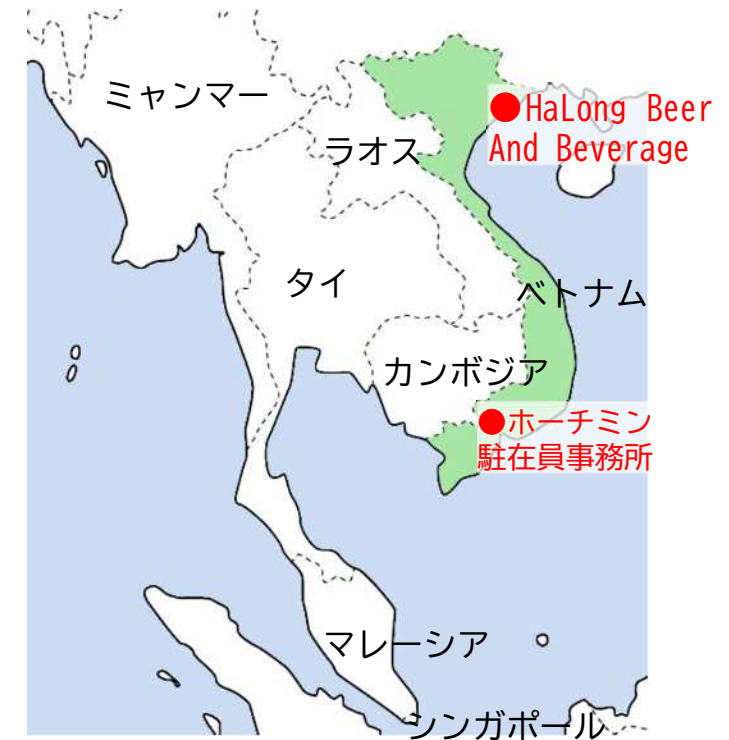 ミャンマー
●HaLong Beer
And Beverage
ラオス
タイ
ベトナム
カンボジア
●ホーチミン
駐在員事務所
マレーシア
シンガポール